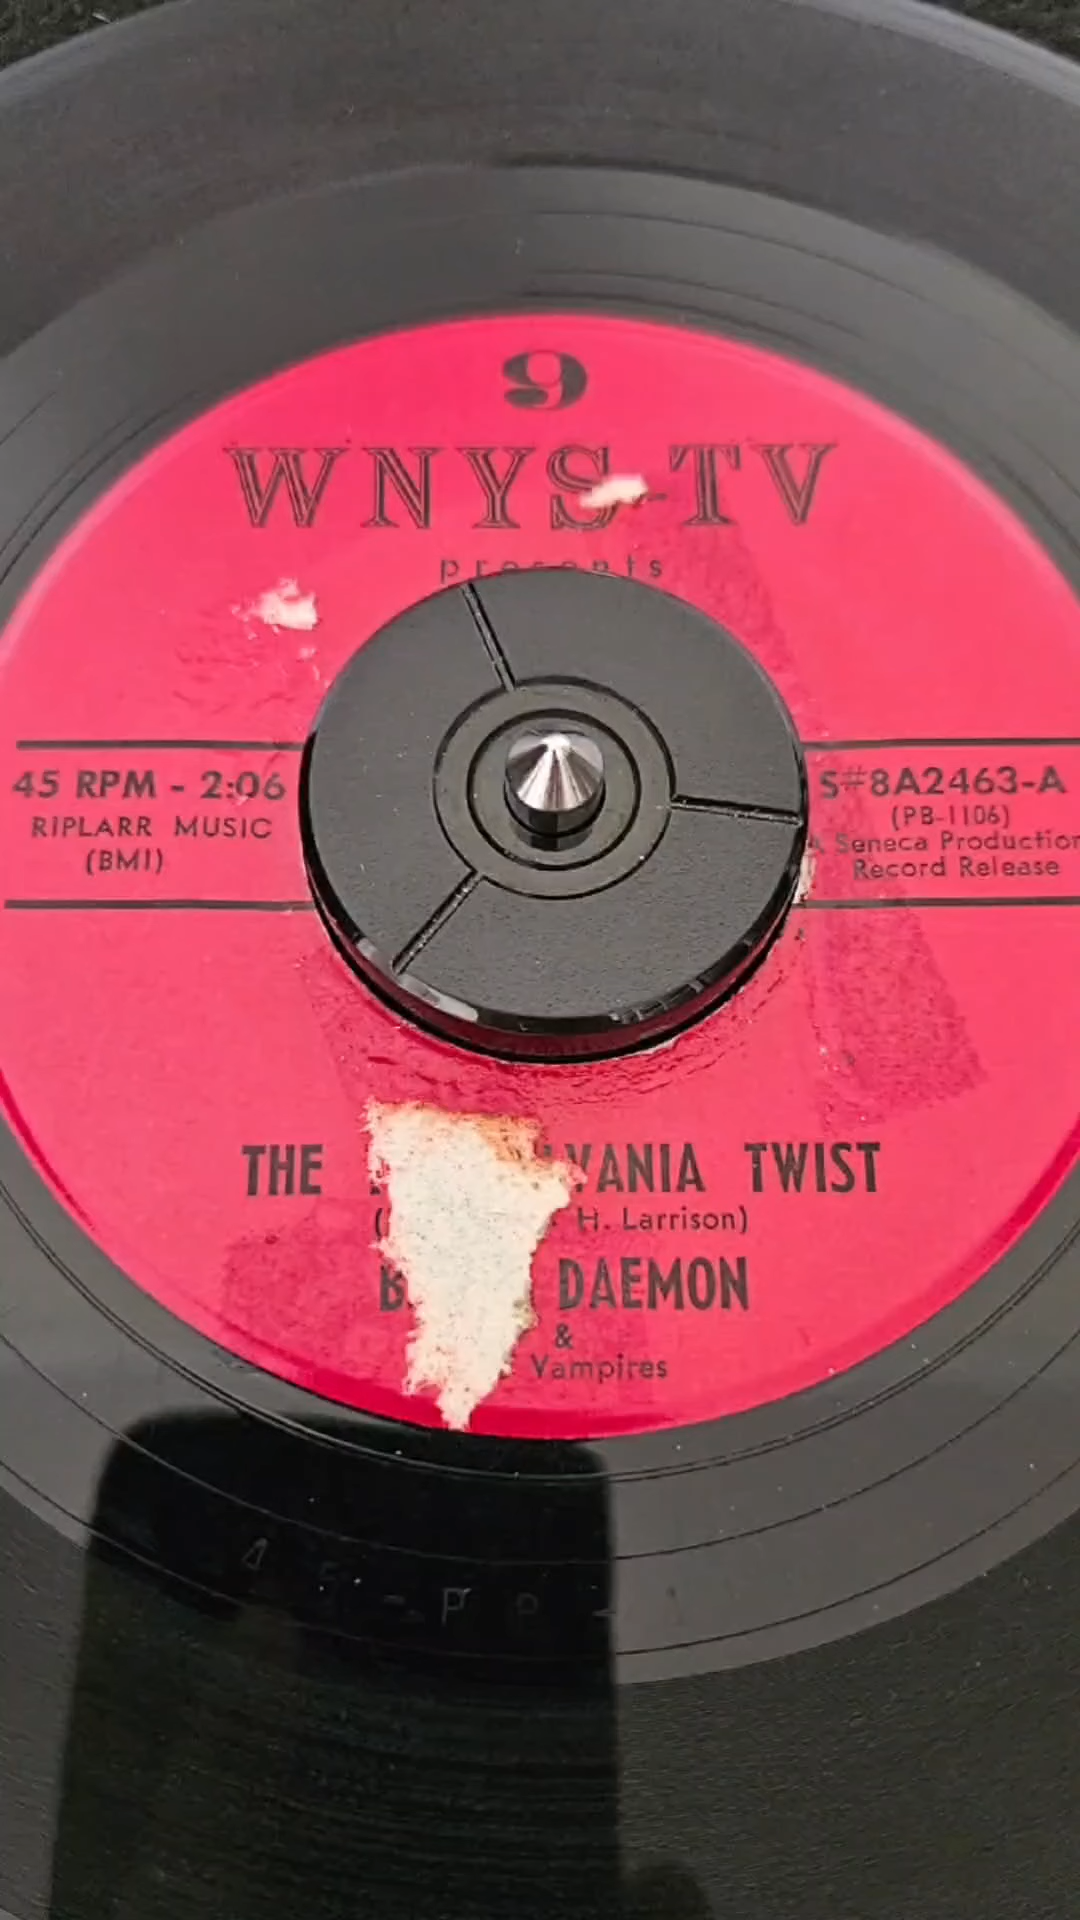 9
WNYS-TV
presents
45 RPM - 2:06
RIPLARR MUSIC
(BMI)
S#8A2463-A
(PB-1106)
A Seneca Production
Record Release
THE VANIA TWIST
H. Larrison)
DAEMON
&
Vampires